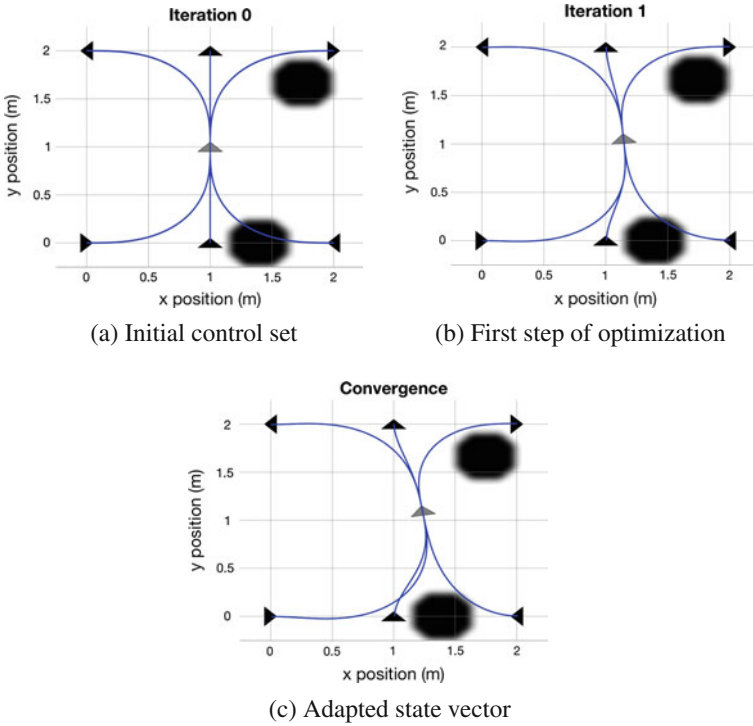 Iteration 0
2
1.5
1
0.5
0
y position (m)
0 0.5 1 1.5 2
x position (m)
(a) Initial control set
Iteration 1
2
1.5
1
0.5
0
y position (m)
0 0.5 1 1.5 2
x position (m)
(b) First step of optimization
Convergence
2
1.5
1
0.5
0
y position (m)
0 0.5 1 1.5 2
x position (m)
(c) Adapted state vector